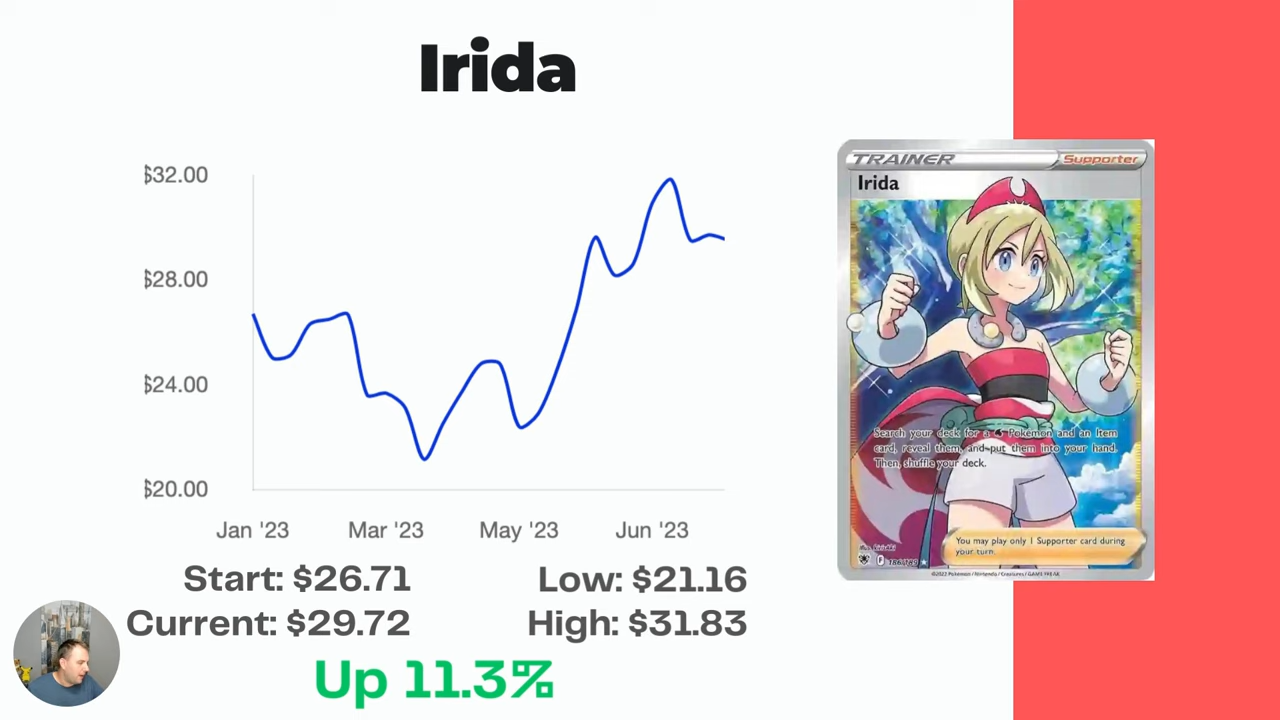 Irida
$32.00
$28.00
$24.00
$20.00
Jan '23 Mar '23 May '23 Jun '23
Start: $26.71 Low: $21.16
Current: $29.72 High: $31.83
Up 11.3%
TRAINER Supporter
Irida
Search your deck for a Pokémon and an Item
card, reveal them, and put them into your hand.
Then, shuffle your deck.
You may play only 1 Supporter card during
your turn.
186/189